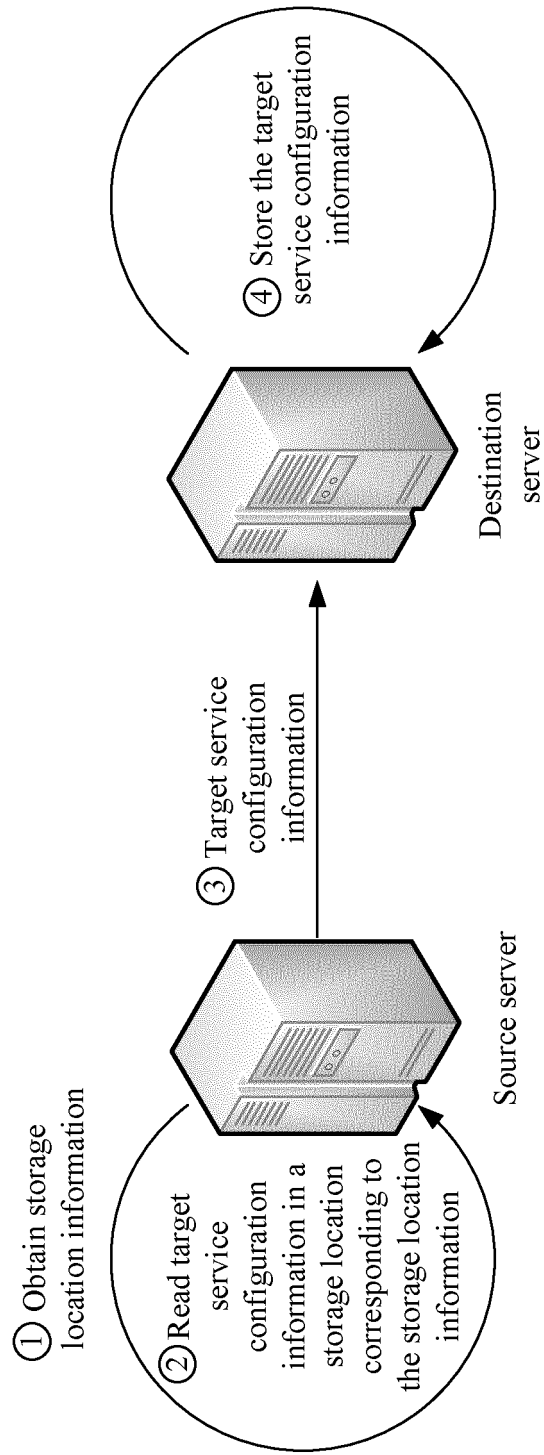 ① Obtain storage
location information
② Read target
service
configuration
information in a
storage location
corresponding to
the storage location
information
Source server
③ Target service
configuration
information
④ Store the target
service configuration
information
Destination
server